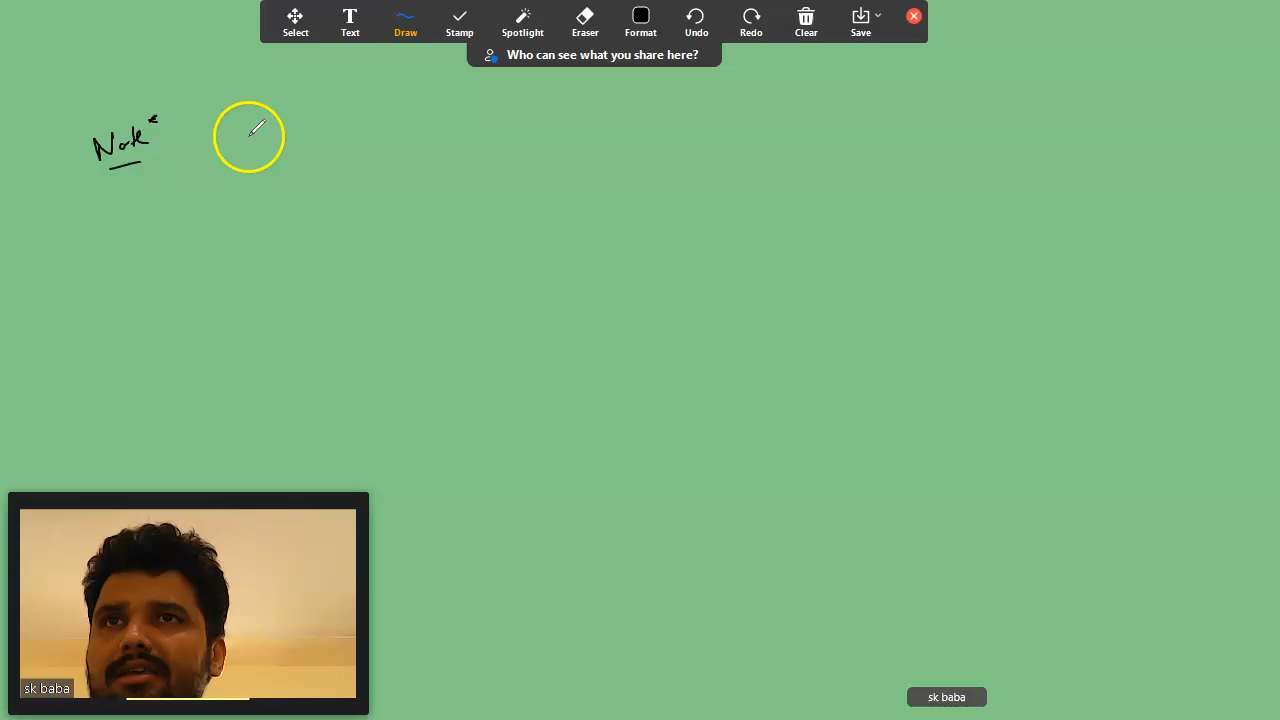 Select Text Draw Stamp Spotlight Eraser Format Undo Redo Clear Save
Who can see what you share here?
sk baba
sk baba